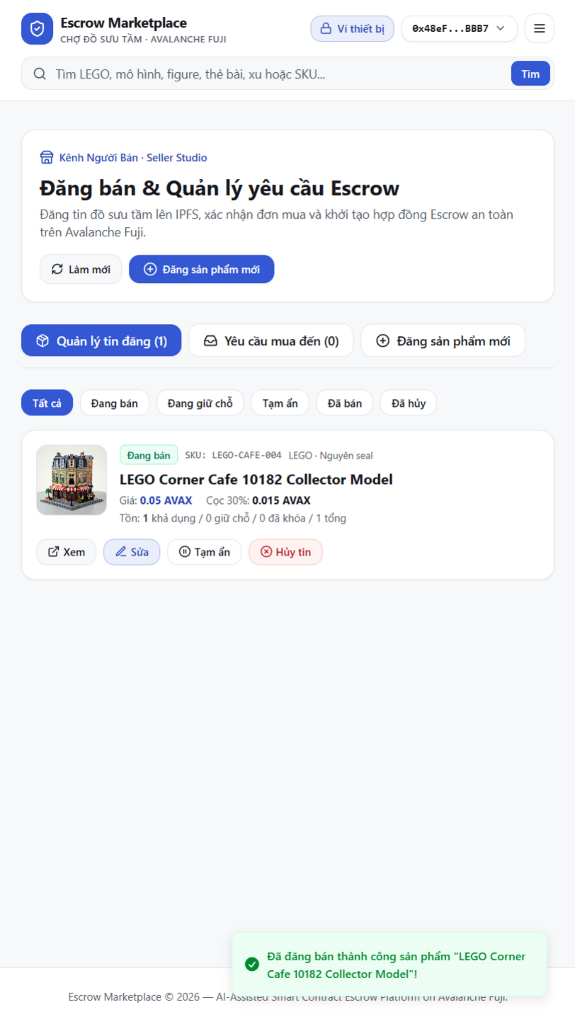 Escrow Marketplace
CHỢ ĐỒ SƯU TẦM · AVALANCHE FUJI
Ví thiết bị
0x48eF...BBB7
Tìm LEGO, mô hình, figure, thẻ bài, xu hoặc SKU...
Tìm
Kênh Người Bán · Seller Studio
Đăng bán & Quản lý yêu cầu Escrow
Đăng tin đồ sưu tầm lên IPFS, xác nhận đơn mua và khởi tạo hợp đồng Escrow an toàn
trên Avalanche Fuji.
Làm mới
Đăng sản phẩm mới
Quản lý tin đăng (1)
Yêu cầu mua đến (0)
Đăng sản phẩm mới
Tất cả
Đang bán
Đang giữ chỗ
Tạm ẩn
Đã bán
Đã hủy
Đang bán SKU: LEGO-CAFE-004 LEGO · Nguyên seal
LEGO Corner Cafe 10182 Collector Model
Giá: 0.05 AVAX Cọc 30%: 0.015 AVAX
Tồn: 1 khả dụng / 0 giữ chỗ / 0 đã khóa / 1 tổng
Xem
Sửa
Tạm ẩn
Hủy tin
Đã đăng bán thành công sản phẩm "LEGO Corner
Cafe 10182 Collector Model"!
Escrow Marketplace © 2026 — AI-Assisted Smart Contract Escrow Platform on Avalanche Fuji.